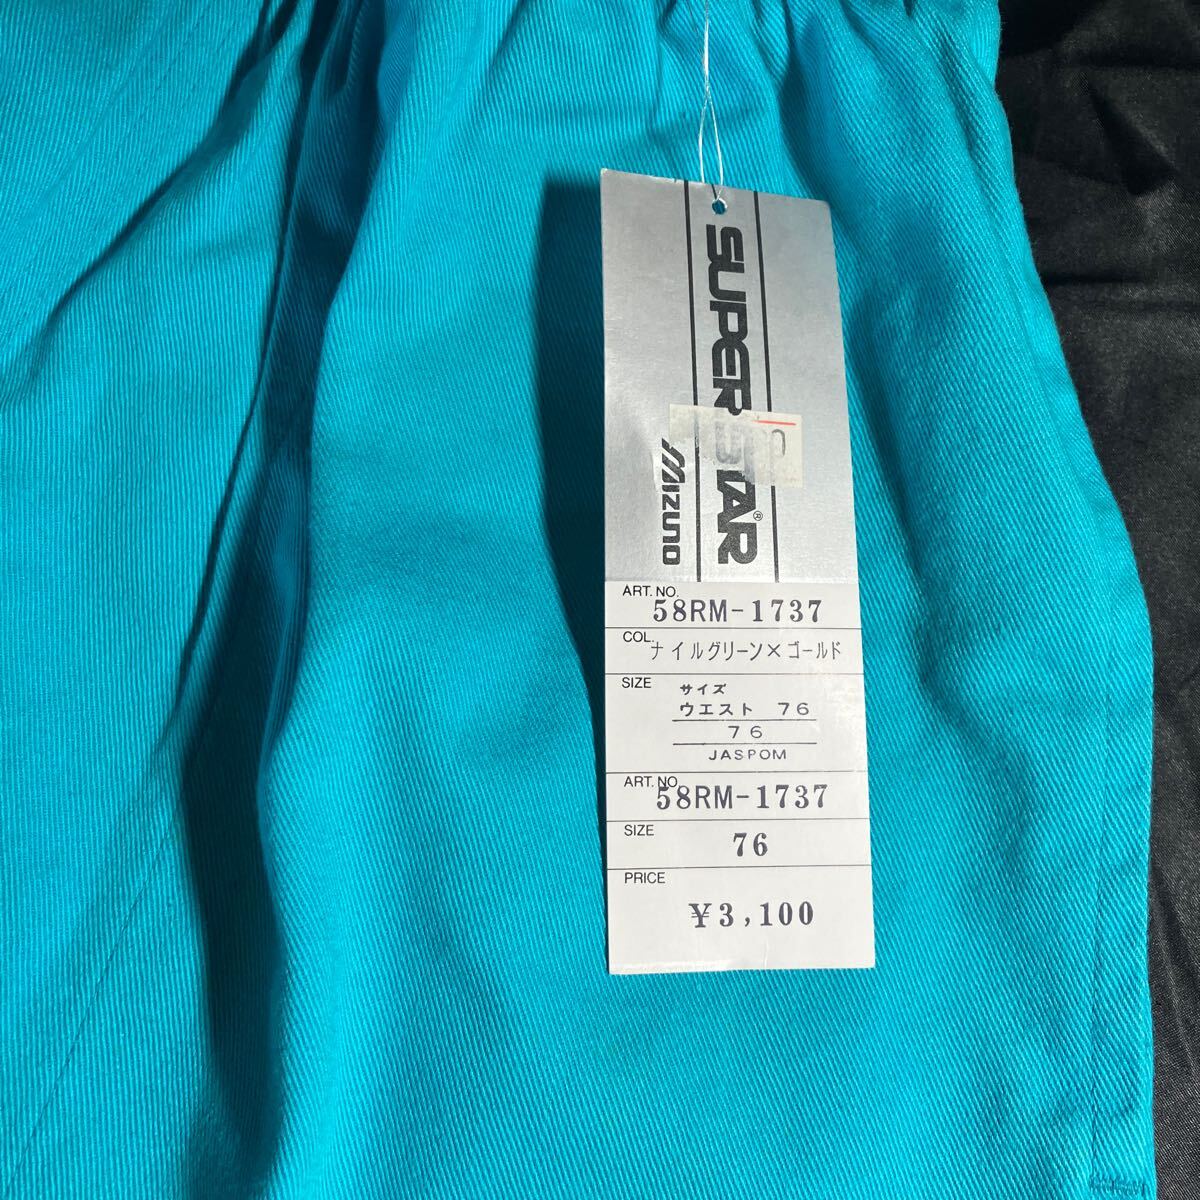 SUPER STAR®
MIZUNO
0
ART. NO.
58RM-1737
COL.
ナイルグリーン×ゴールド
SIZE
サイズ
ウエスト 76
76
JASPOM
ART. NO.
58RM-1737
SIZE
76
PRICE
¥3,100